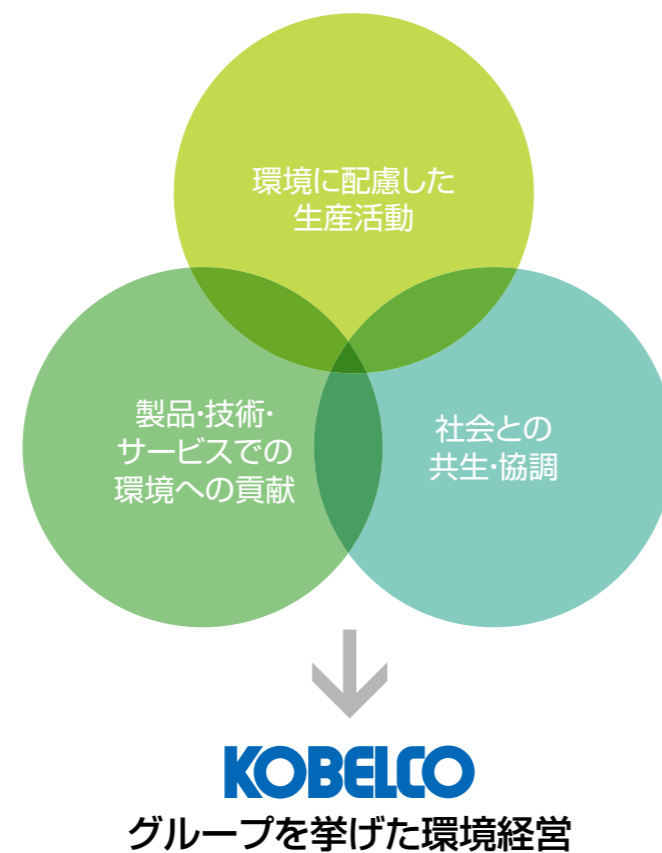 環境に配慮した
生産活動
製品・技術・
サービスでの
環境への貢献
社会との
共生・協調
KOBELCO
グループを挙げた環境経営